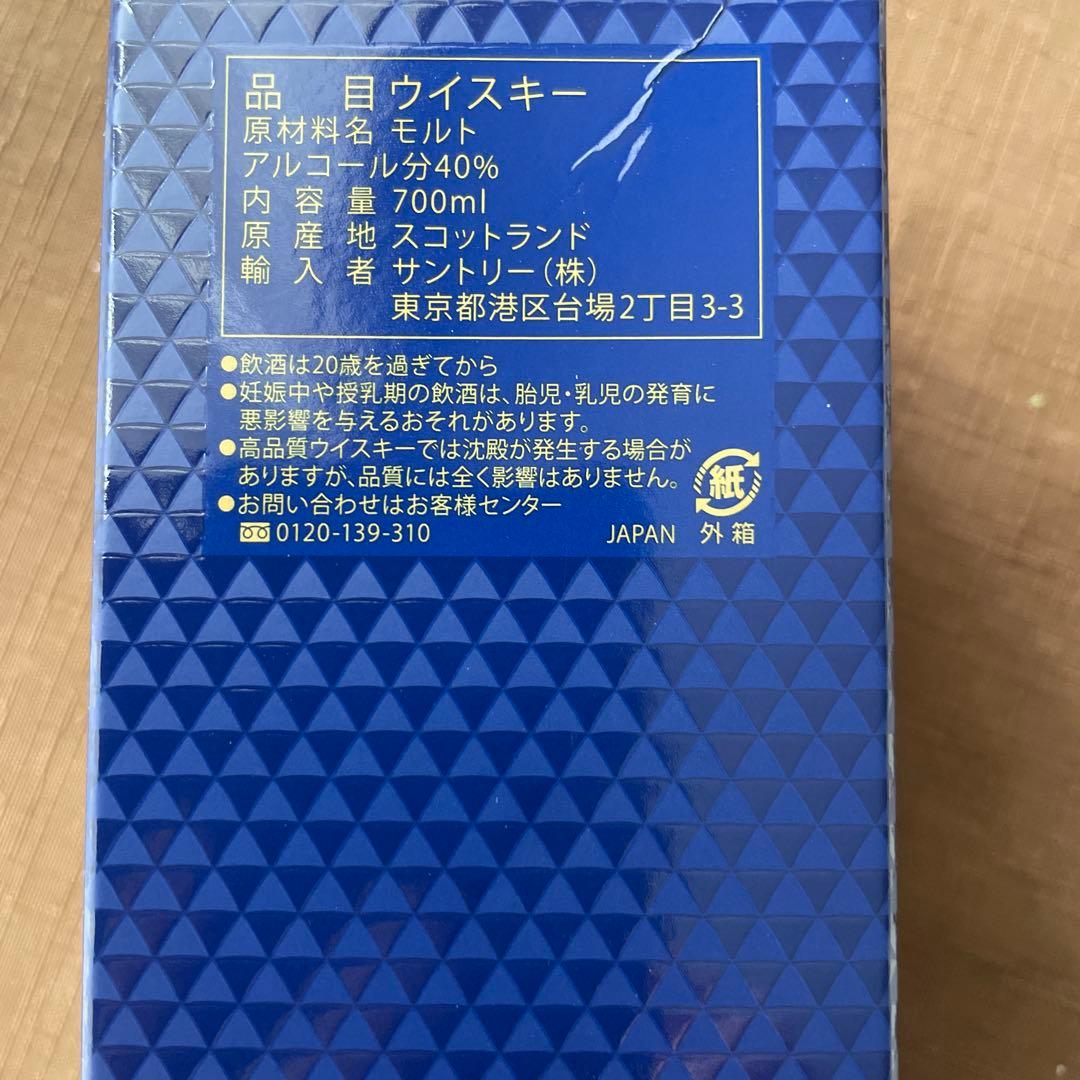 品 目 ウイスキー
原材料名 モルト
アルコール分40%
内容量 700ml
原産地 スコットランド
輸入者 サントリー(株)
東京都港区台場2丁目3-3
●飲酒は20歳を過ぎてから
●妊娠中や授乳期の飲酒は、胎児・乳児の発育に
悪影響を与えるおそれがあります。
●高品質ウイスキーでは沈殿が発生する場合が
ありますが、品質には全く影響はありません。
紙
●お問い合わせはお客様センター
0120-139-310
JAPAN 外箱